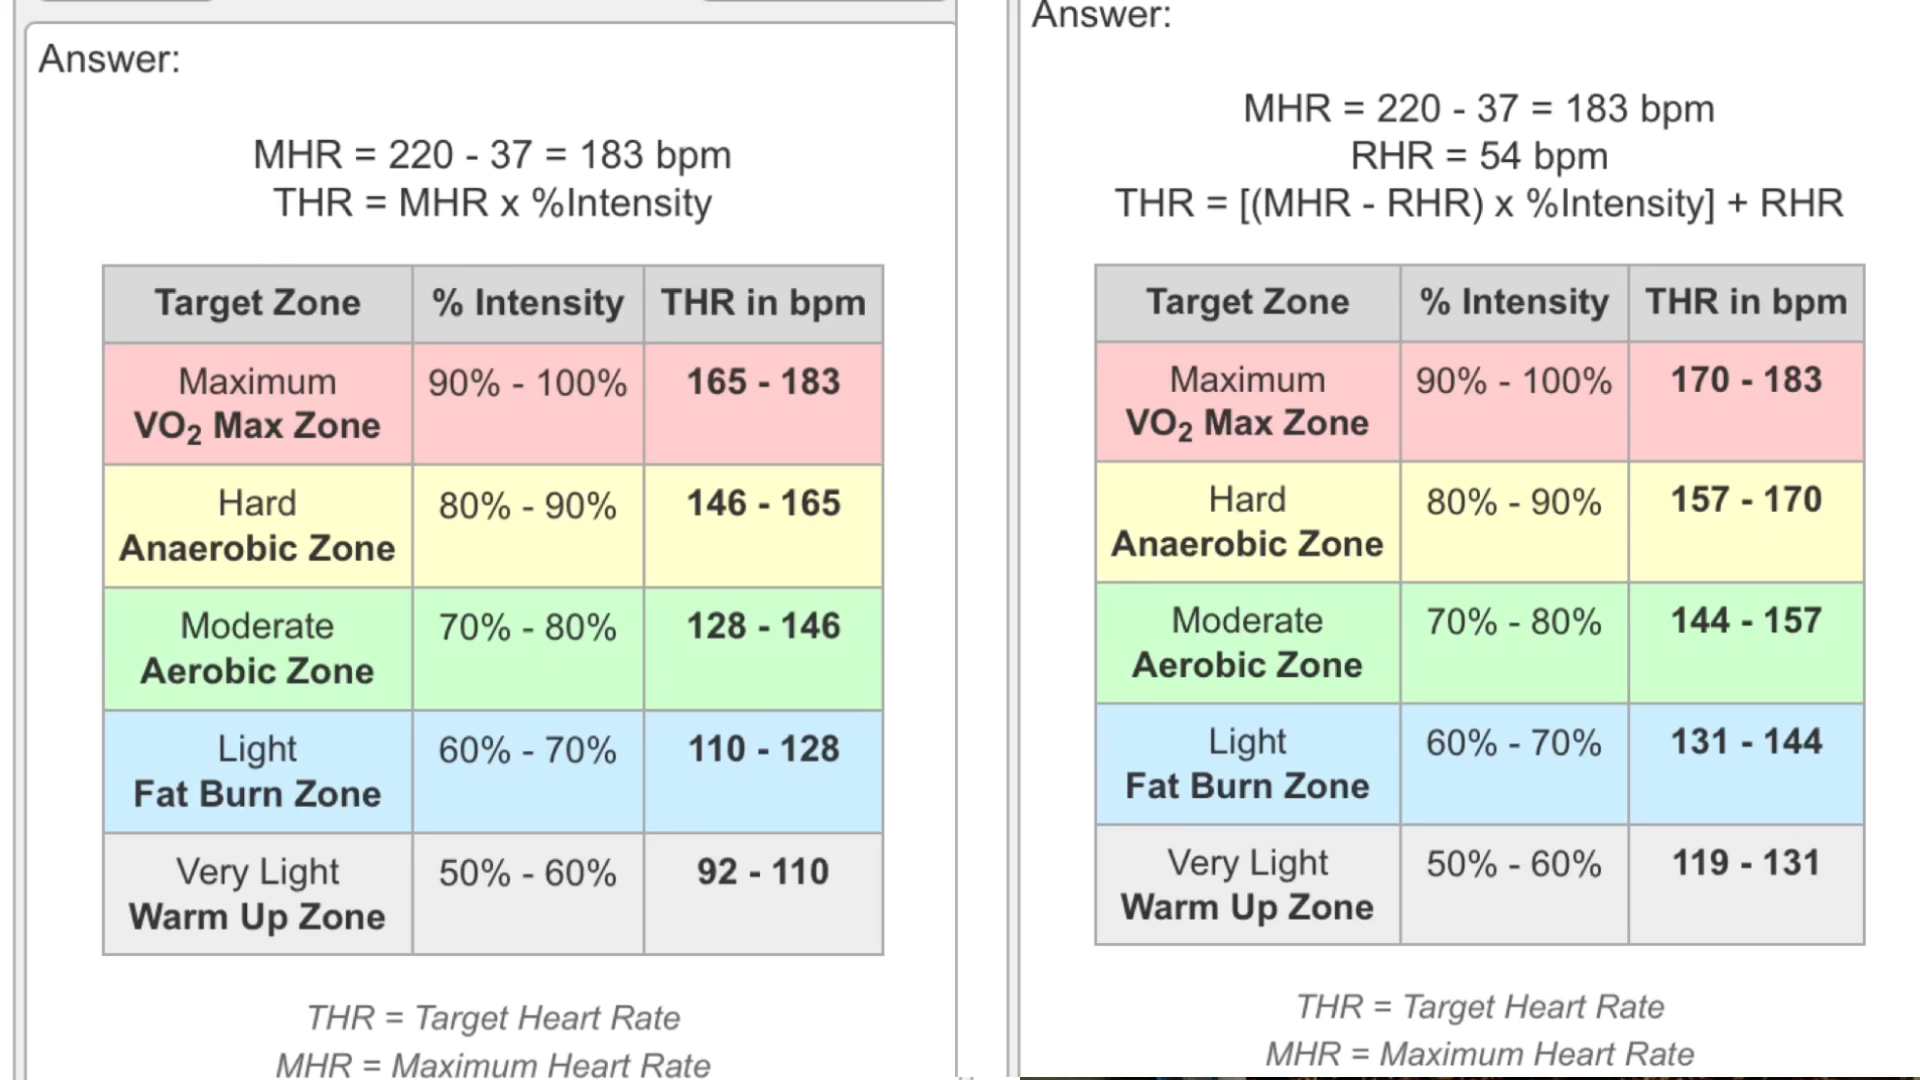 Answer:
MHR = 220 - 37 = 183 bpm
THR = MHR x %Intensity
Target Zone % Intensity THR in bpm
Maximum
VO₂ Max Zone 90% - 100% 165 - 183
Hard
Anaerobic Zone 80% - 90% 146 - 165
Moderate
Aerobic Zone 70% - 80% 128 - 146
Light
Fat Burn Zone 60% - 70% 110 - 128
Very Light
Warm Up Zone 50% - 60% 92 - 110
THR = Target Heart Rate
MHR = Maximum Heart Rate
Answer:
MHR = 220 - 37 = 183 bpm
RHR = 54 bpm
THR = [(MHR - RHR) x %Intensity] + RHR
Target Zone % Intensity THR in bpm
Maximum
VO₂ Max Zone 90% - 100% 170 - 183
Hard
Anaerobic Zone 80% - 90% 157 - 170
Moderate
Aerobic Zone 70% - 80% 144 - 157
Light
Fat Burn Zone 60% - 70% 131 - 144
Very Light
Warm Up Zone 50% - 60% 119 - 131
THR = Target Heart Rate
MHR = Maximum Heart Rate